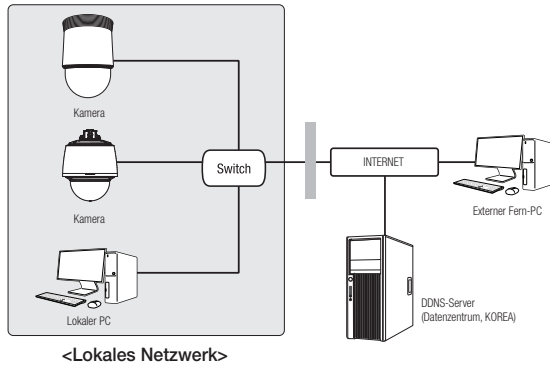 Kamera
Kamera
Lokaler PC
Switch
INTERNET
Externer Fern-PC
DDNS-Server
(Datenzentrum, KOREA)
<Lokales Netzwerk>